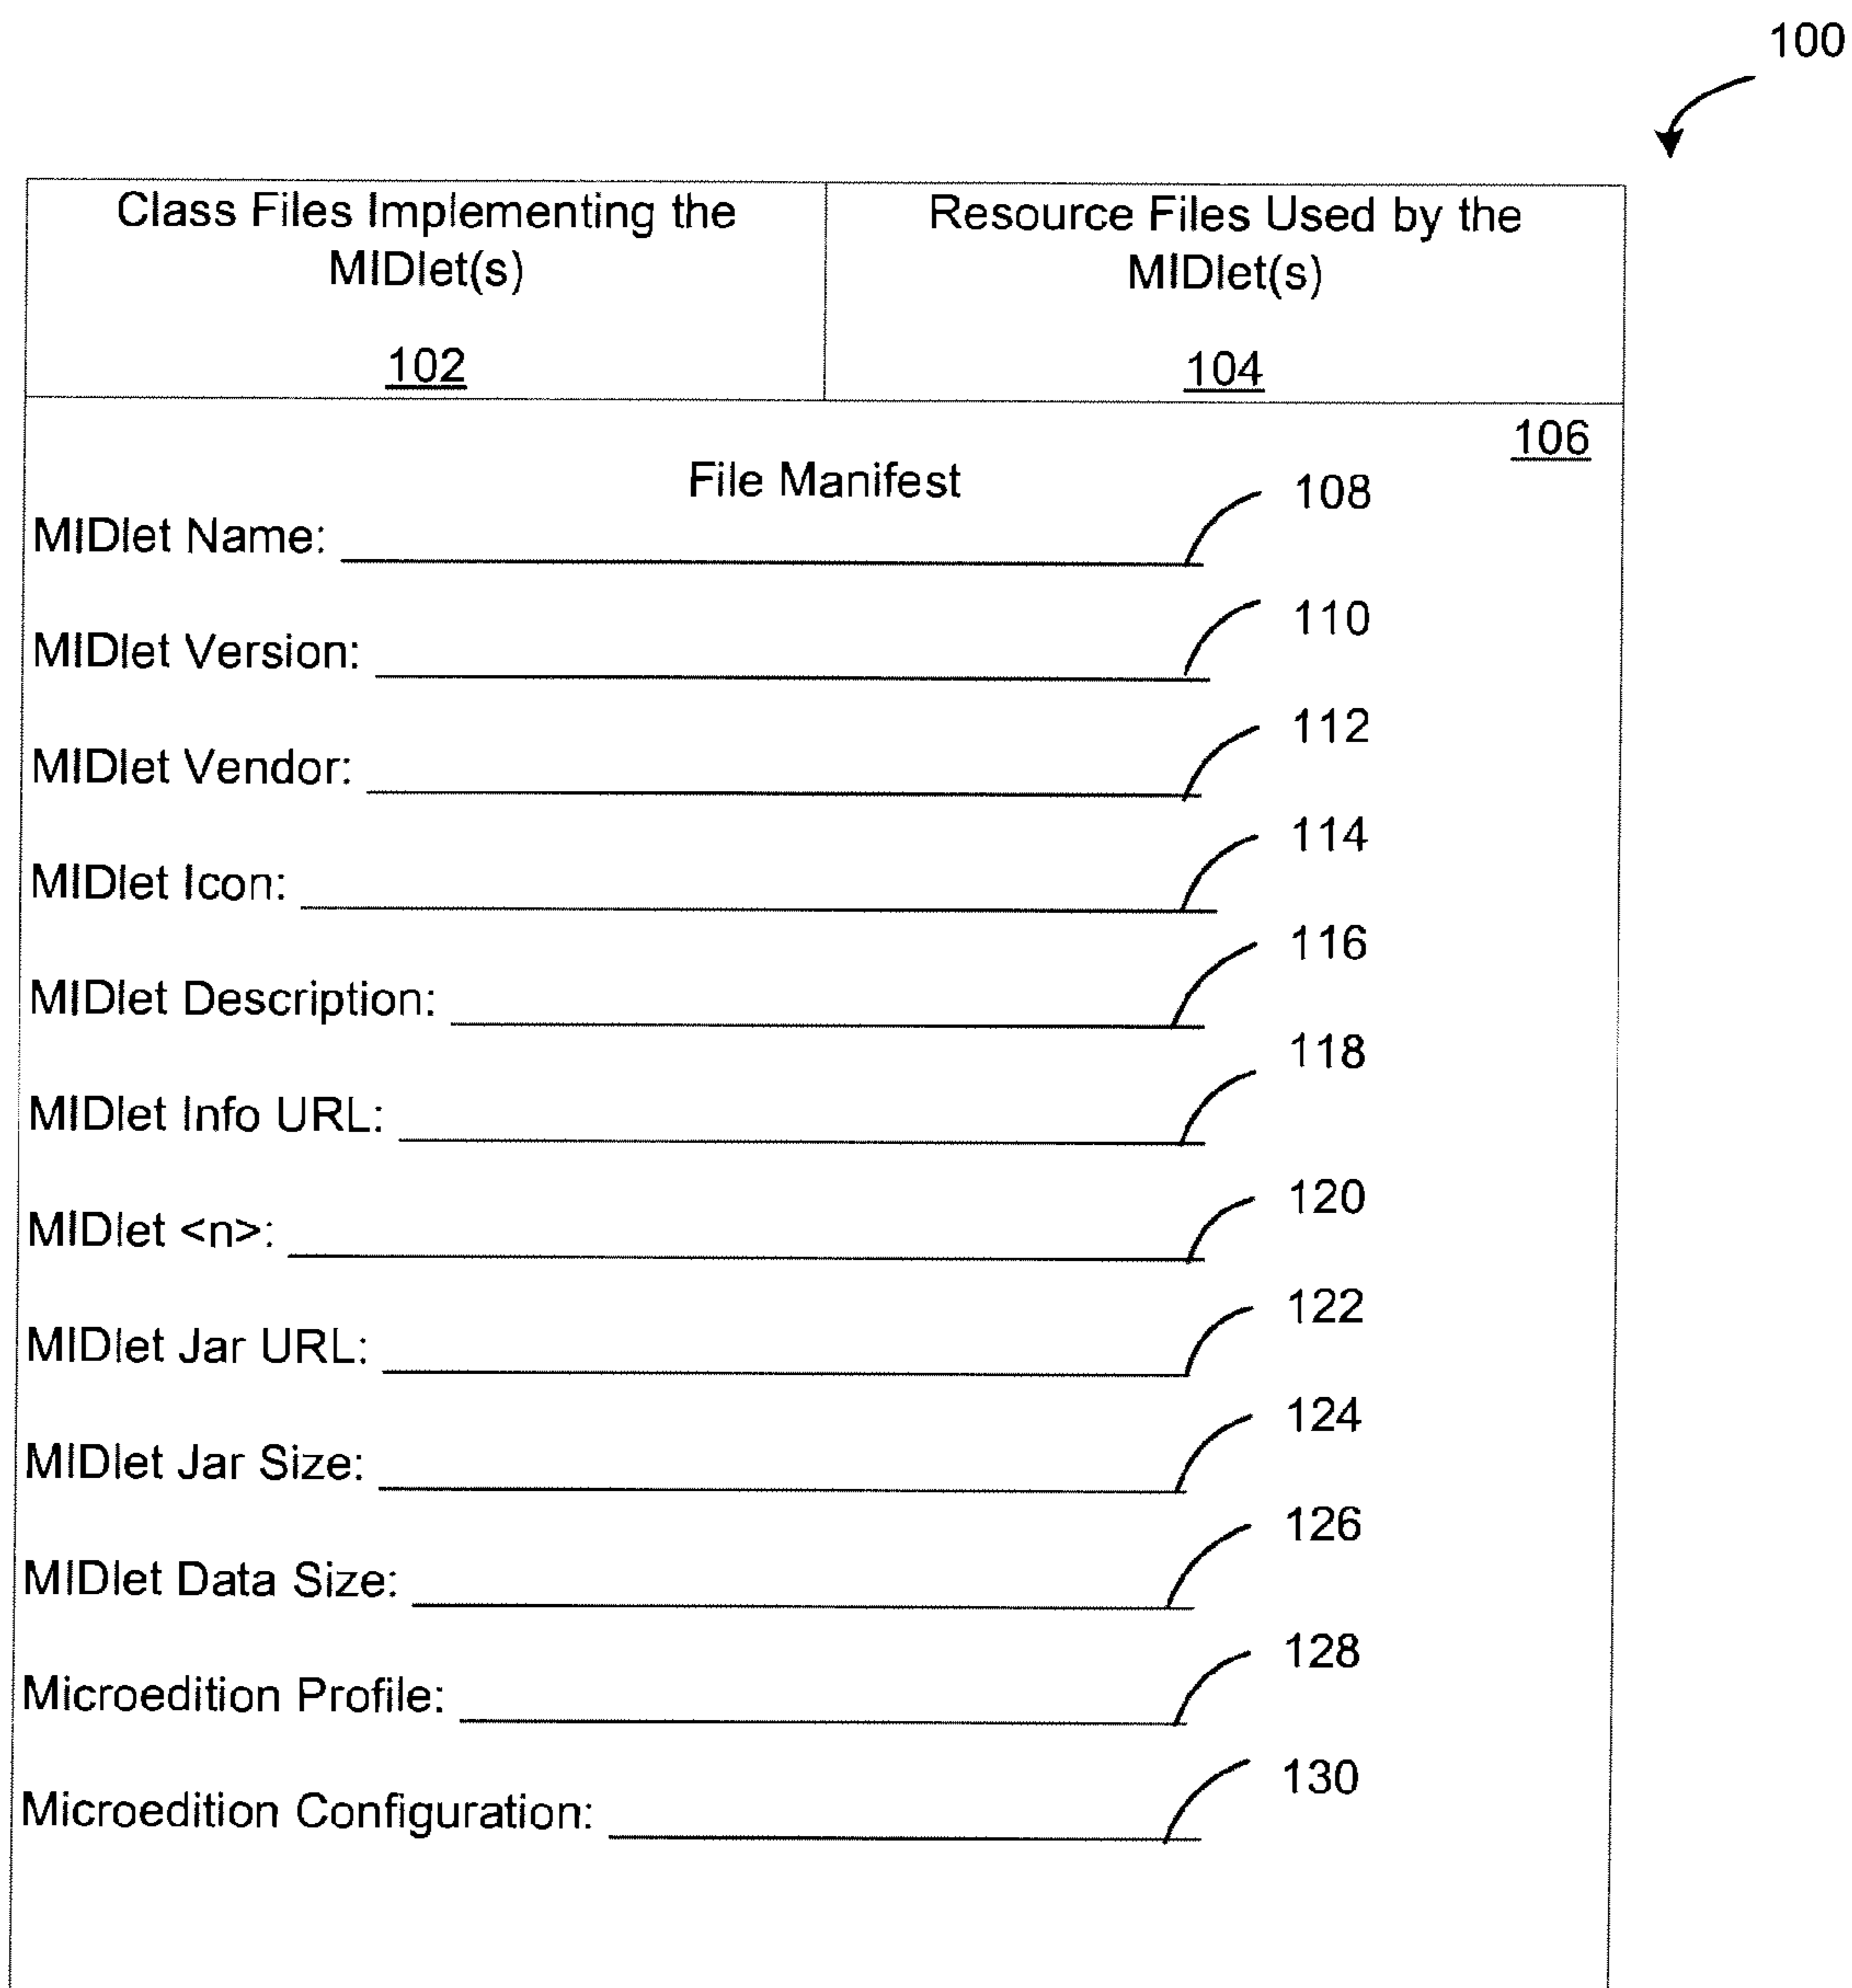 100
Class Files Implementing the
MIDlet(s)
102
Resource Files Used by the
MIDlet(s)
104
106
File Manifest
MIDlet Name: 108
MIDlet Version: 110
MIDlet Vendor: 112
MIDlet Icon: 114
MIDlet Description: 116
MIDlet Info URL: 118
MIDlet <n>: 120
MIDlet Jar URL: 122
MIDlet Jar Size: 124
MIDlet Data Size: 126
Microedition Profile: 128
Microedition Configuration: 130